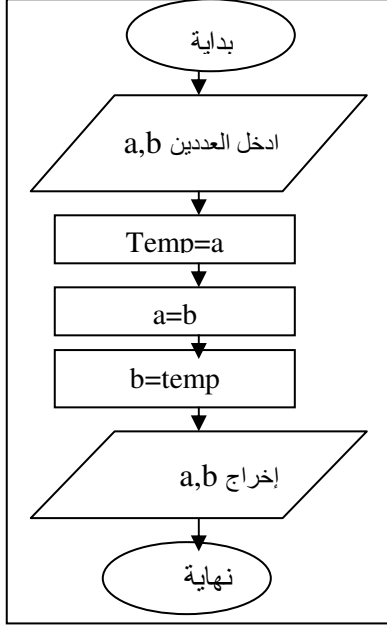 بداية
ادخل العددين a,b
Temp=a
a=b
b=temp
إخراج a,b
نهاية